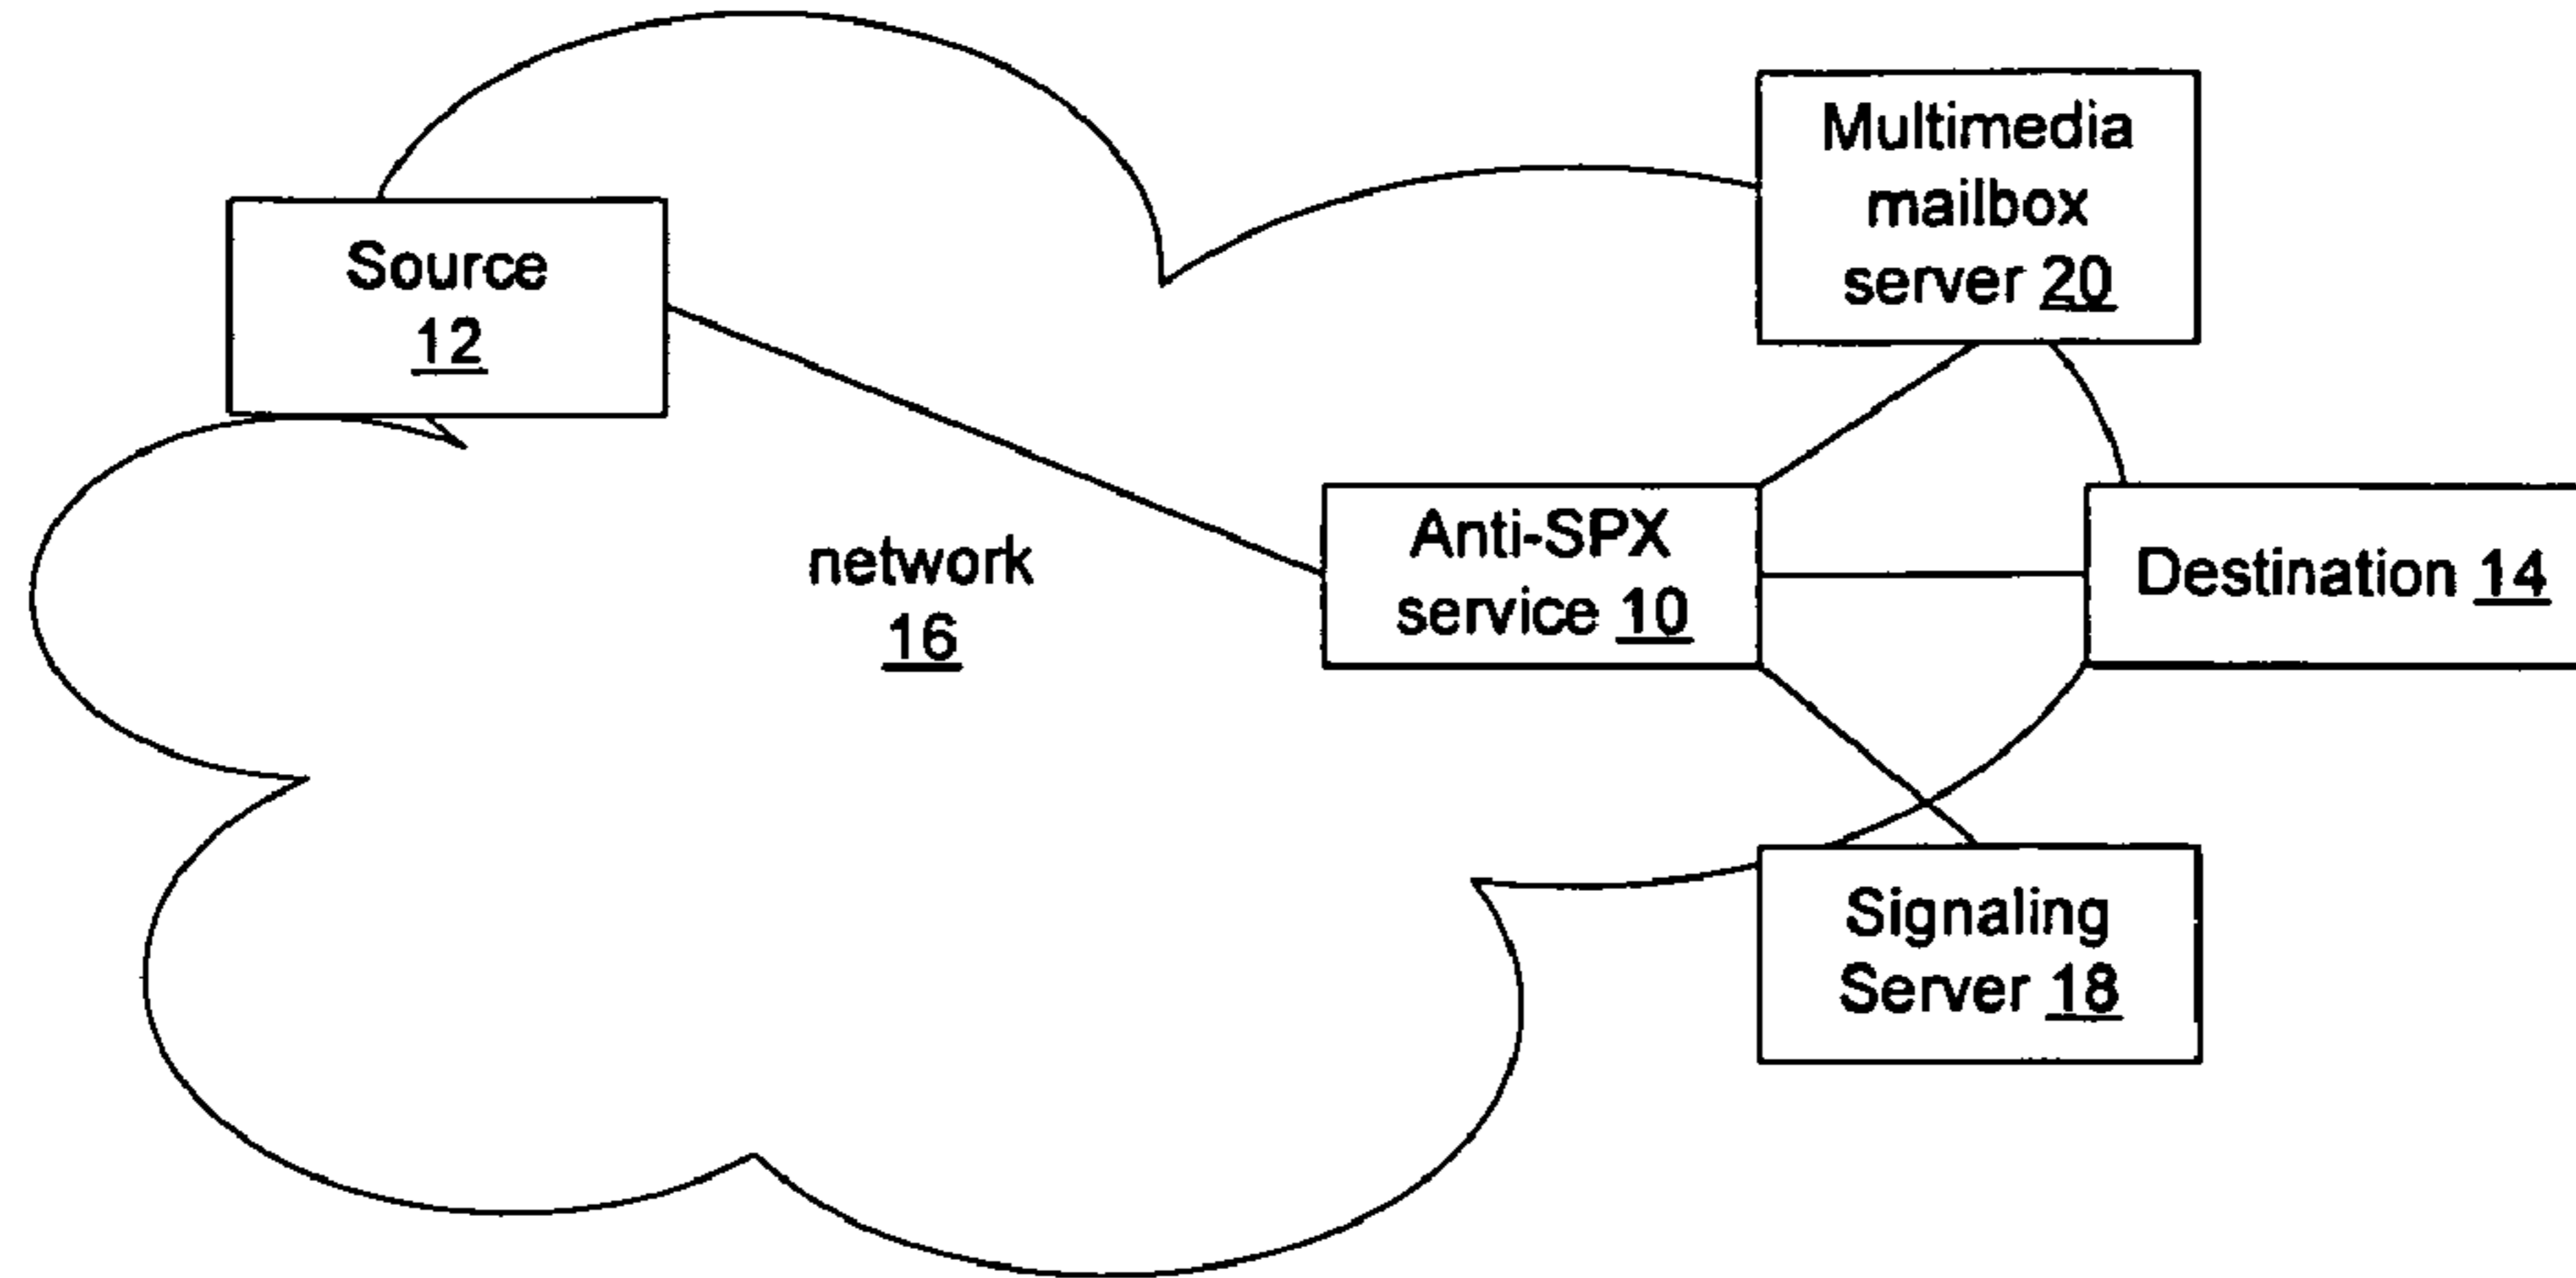 Multimedia
mailbox
server 20
Source
12
Anti-SPX
service 10
Destination 14
network
16
Signaling
Server 18